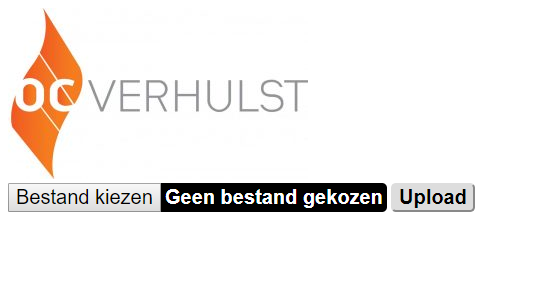 OC VERHULST
Bestand kiezen Geen bestand gekozen Upload